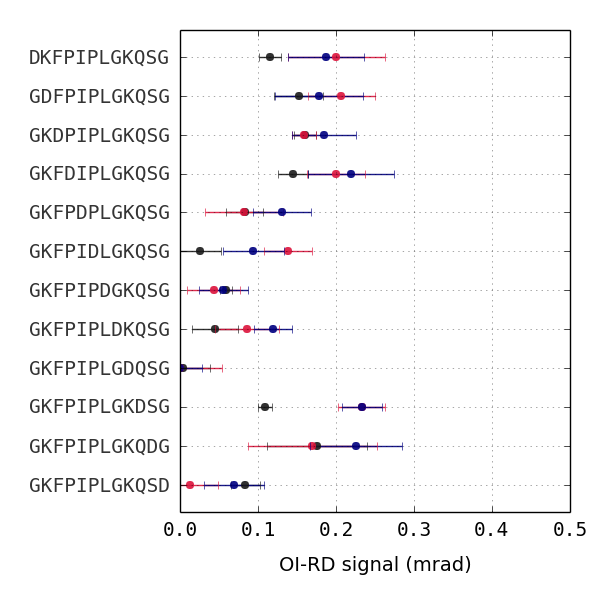 DKFPIPLGKQSG
GDFPIPLGKQSG
GKDPIPLGKQSG
GKFDIPLGKQSG
GKFPDPLGKQSG
GKFPIDLGKQSG
GKFPIPDGKQSG
GKFPIPLDKQSG
GKFPIPLGDQSG
GKFPIPLGKDSG
GKFPIPLGKQDG
GKFPIPLGKQSD
0.0 0.1 0.2 0.3 0.4 0.5
OI-RD signal (mrad)